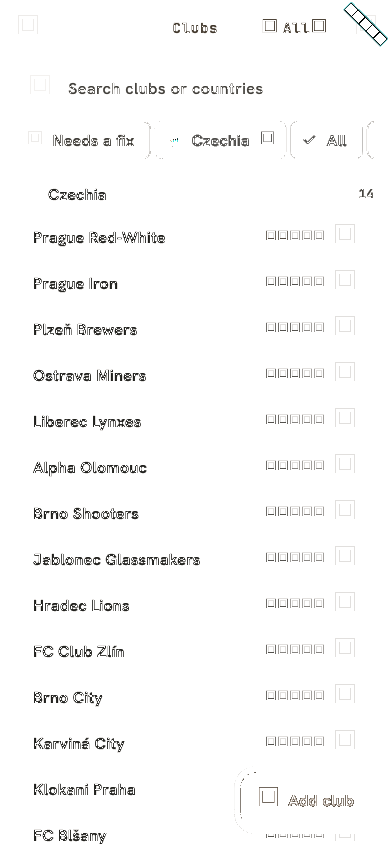 Clubs All
Search clubs or countries
Needs a fix Czechia All
Czechia 14
Prague Red-White
Prague Iron
Plzeň Brewers
Ostrava Miners
Liberec Lynxes
Alpha Olomouc
Brno Shooters
Jablonec Glassmakers
Hradec Lions
FC Club Zlín
Brno City
Karviná City
Klokani Praha
Add club
FC Blšany